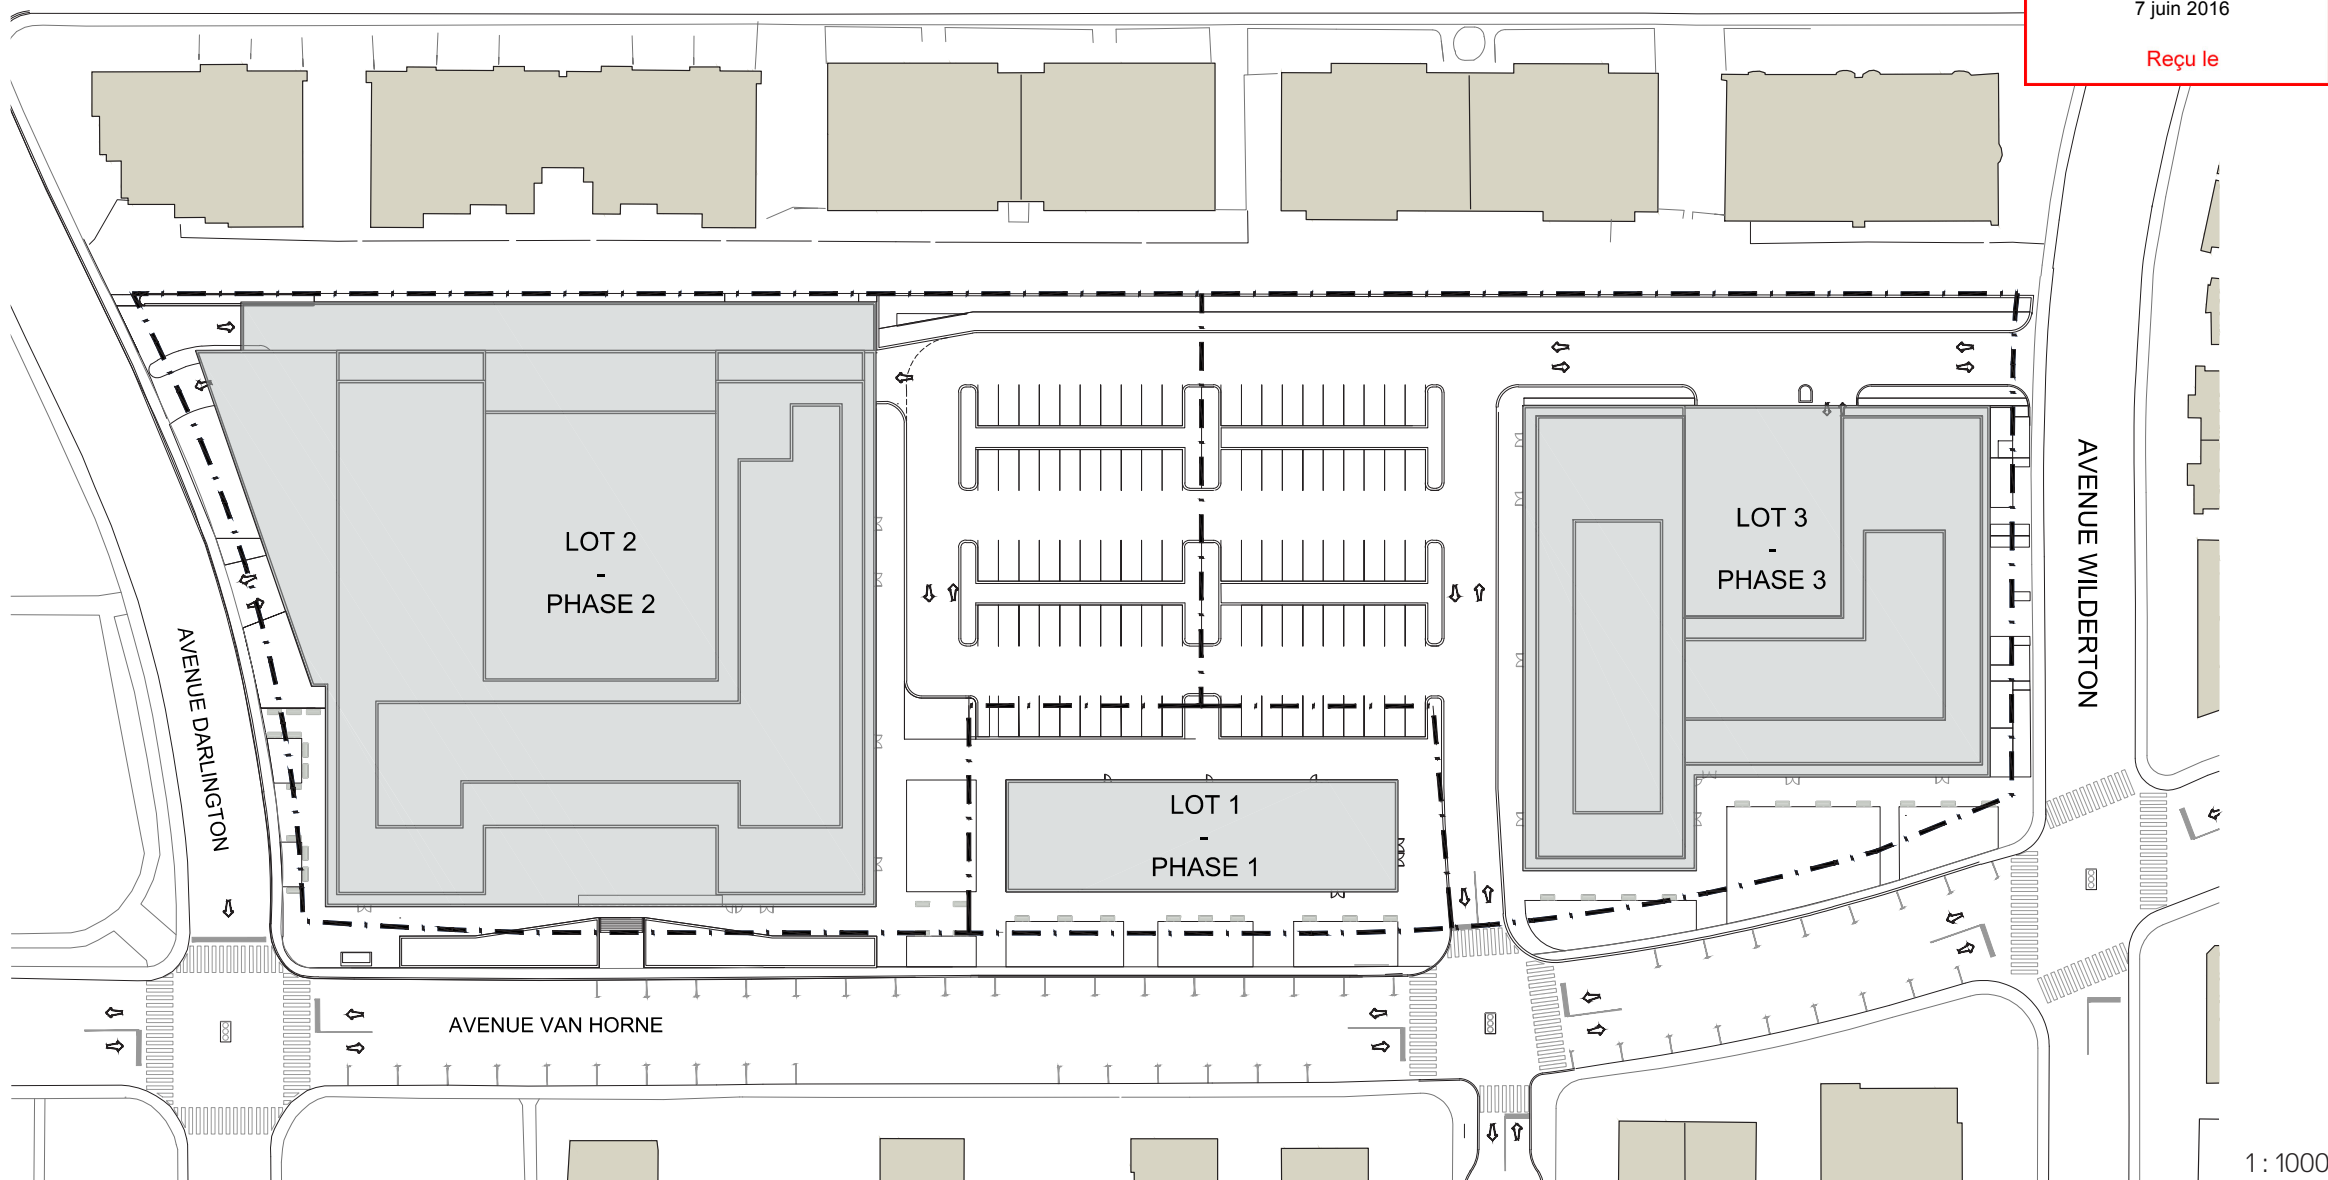 7 juin 2016
Reçu le
LOT 2
-
PHASE 2
LOT 3
-
PHASE 3
LOT 1
-
PHASE 1
AVENUE DARLINGTON
AVENUE WILDERTON
AVENUE VAN HORNE
1 : 1000